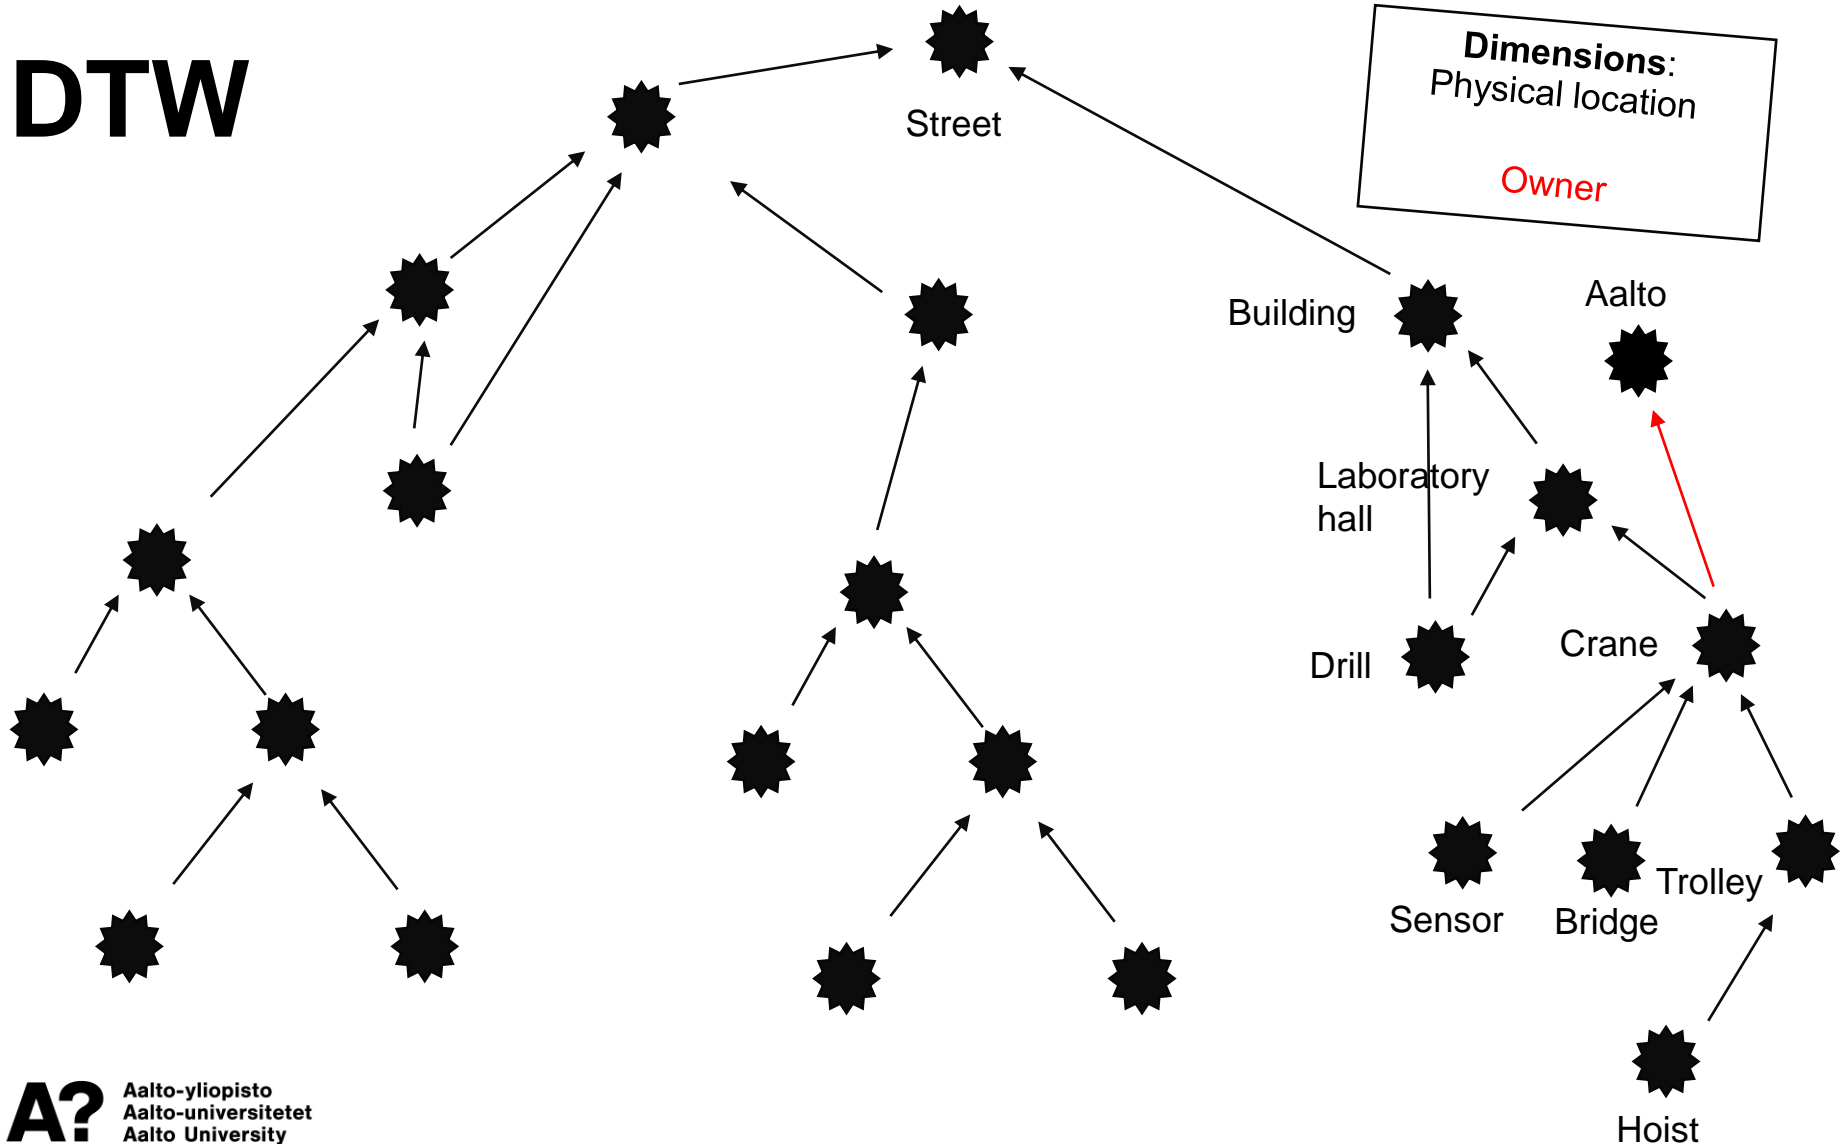 DTW
Street
Dimensions:
Physical location
Owner
Aalto
Building
Laboratory
hall
Drill
Crane
Sensor
Bridge
Trolley
Hoist
A?
Aalto-yliopisto
Aalto-universitetet
Aalto University